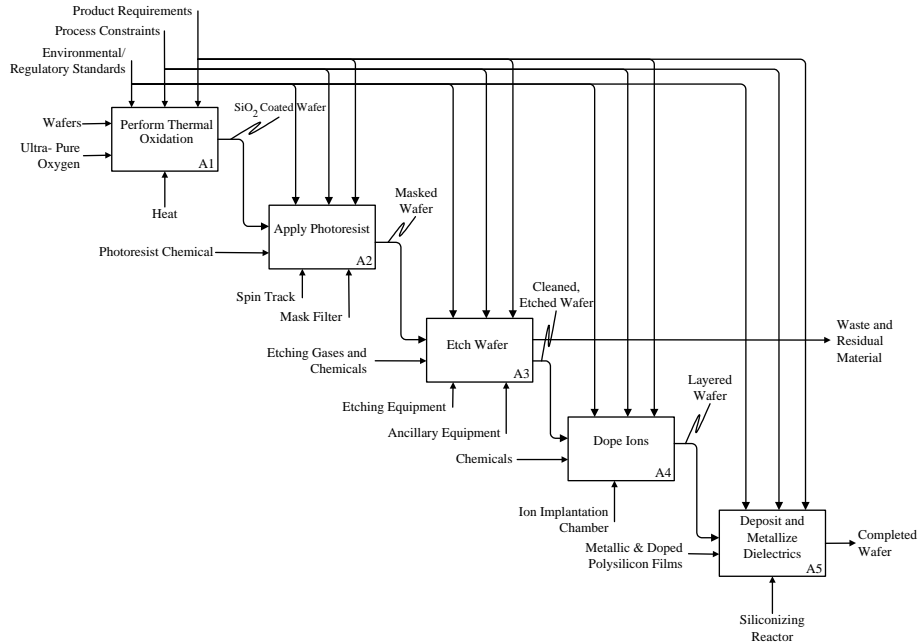 Product Requirements
Process Constraints
Environmental/
Regulatory Standards
SiO2 Coated Wafer
Wafers
Perform Thermal
Oxidation
Ultra- Pure
Oxygen
A1
Heat
Masked
Wafer
Apply Photoresist
Photoresist Chemical
A2
Spin Track
Mask Filter
Cleaned,
Etched Wafer
Waste and
Residual
Material
Etch Wafer
Etching Gases and
Chemicals
A3
Layered
Wafer
Etching Equipment
Ancillary Equipment
Dope Ions
Chemicals
A4
Ion Implantation
Chamber
Deposit and
Metallize
Dielectrics
Completed
Wafer
Metallic & Doped
Polysilicon Films
A5
Siliconizing
Reactor